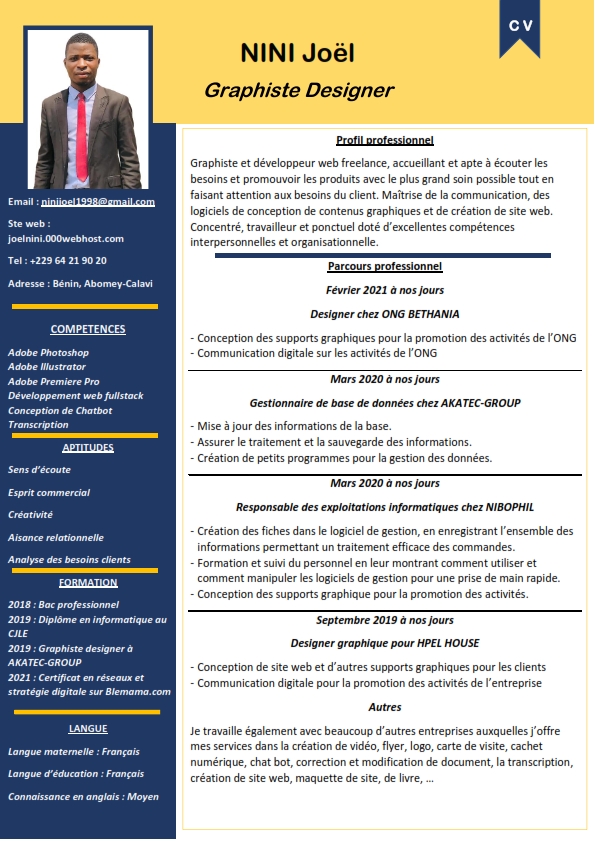 CV
NINI Joël
Graphiste Designer
Email : ninijoel1998@gmail.com
Ste web :
joelnini.000webhost.com
Tel : +229 64 21 90 20
Adresse : Bénin, Abomey-Calavi
COMPETENCES
Adobe Photoshop
Adobe Illustrator
Adobe Premiere Pro
Développement web fullstack
Conception de Chatbot
Transcription
APTITUDES
Sens d’écoute
Esprit commercial
Créativité
Aisance relationnelle
Analyse des besoins clients
FORMATION
2018 : Bac professionnel
2019 : Diplôme en informatique au
CJLE
2019 : Graphiste designer à
AKATEC-GROUP
2021 : Certificat en réseaux et
stratégie digitale sur Blemama.com
LANGUE
Langue maternelle : Français
Langue d’éducation : Français
Connaissance en anglais : Moyen
Profil professionnel
Graphiste et développeur web freelance, accueillant et apte à écouter les
besoins et promouvoir les produits avec le plus grand soin possible tout en
faisant attention aux besoins du client. Maîtrise de la communication, des
logiciels de conception de contenus graphiques et de création de site web.
Concentré, travailleur et ponctuel doté d’excellentes compétences
interpersonnelles et organisationnelle.
Parcours professionnel
Février 2021 à nos jours
Designer chez ONG BETHANIA
- Conception des supports graphiques pour la promotion des activités de l’ONG
- Communication digitale sur les activités de l’ONG
Mars 2020 à nos jours
Gestionnaire de base de données chez AKATEC-GROUP
- Mise à jour des informations de la base.
- Assurer le traitement et la sauvegarde des informations.
- Création de petits programmes pour la gestion des données.
Mars 2020 à nos jours
Responsable des exploitations informatiques chez NIBOPHIL
- Création des fiches dans le logiciel de gestion, en enregistrant l’ensemble des
informations permettant un traitement efficace des commandes.
- Formation et suivi du personnel en leur montrant comment utiliser et
comment manipuler les logiciels de gestion pour une prise de main rapide.
- Conception des supports graphique pour la promotion des activités.
Septembre 2019 à nos jours
Designer graphique pour HPEL HOUSE
- Conception de site web et d’autres supports graphiques pour les clients
- Communication digitale pour la promotion des activités de l’entreprise
Autres
Je travaille également avec beaucoup d’autres entreprises auxquelles j’offre
mes services dans la création de vidéo, flyer, logo, carte de visite, cachet
numérique, chat bot, correction et modification de document, la transcription,
création de site web, maquette de site, de livre, …